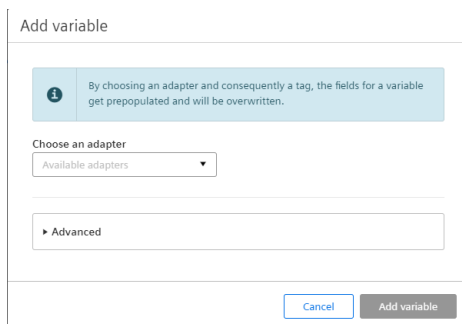 Add variable
By choosing an adapter and consequently a tag, the fields for a variable
get prepopulated and will be overwritten.
Choose an adapter
Available adapters
Advanced
Cancel
Add variable